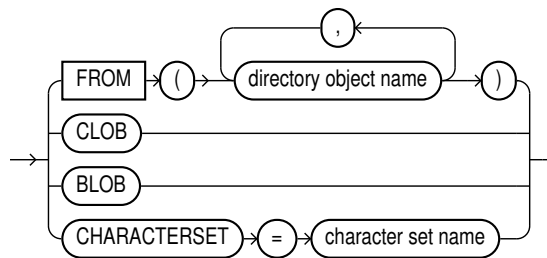 ,
FROM ( directory object name )
CLOB
BLOB
CHARACTERSET = character set name